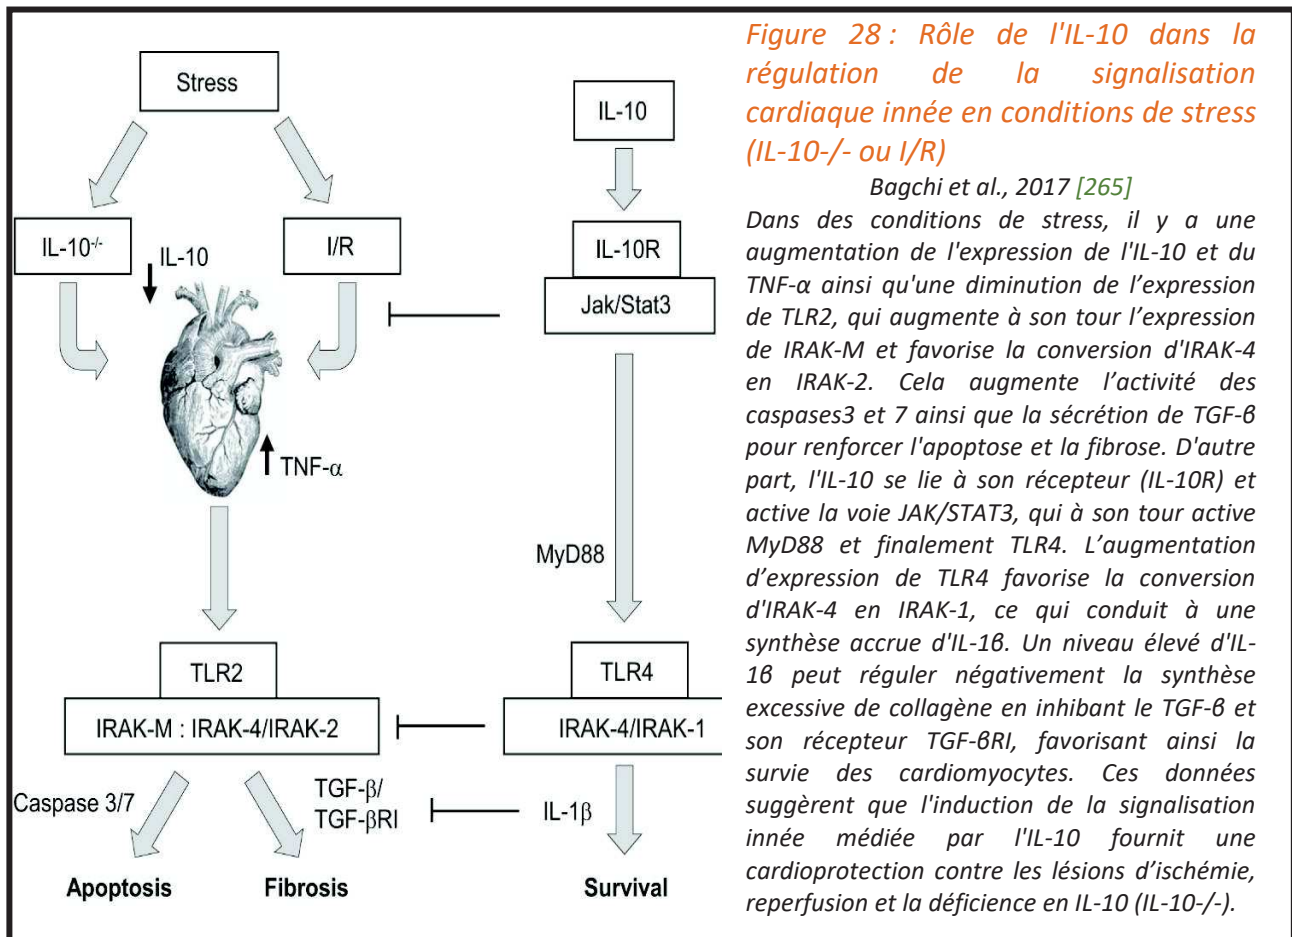 Stress
IL-10
IL-10-/-
IL-10
I/R
IL-10R
Jak/Stat3
TNF-α
MyD88
TLR2
TLR4
IRAK-M : IRAK-4/IRAK-2
IRAK-4/IRAK-1
Caspase 3/7
TGF-β/
TGF-βRI
IL-1β
Apoptosis
Fibrosis
Survival
Figure 28 : Rôle de l'IL-10 dans la
régulation de la signalisation
cardiaque innée en conditions de stress
(IL-10-/- ou I/R)
Bagchi et al., 2017 [265]
Dans des conditions de stress, il y a une
augmentation de l'expression de l'IL-10 et du
TNF-α ainsi qu'une diminution de l’expression
de TLR2, qui augmente à son tour l’expression
de IRAK-M et favorise la conversion d'IRAK-4
en IRAK-2. Cela augmente l’activité des
caspases3 et 7 ainsi que la sécrétion de TGF-β
pour renforcer l'apoptose et la fibrose. D'autre
part, l'IL-10 se lie à son récepteur (IL-10R) et
active la voie JAK/STAT3, qui à son tour active
MyD88 et finalement TLR4. L’augmentation
d’expression de TLR4 favorise la conversion
d'IRAK-4 en IRAK-1, ce qui conduit à une
synthèse accrue d'IL-1β. Un niveau élevé d'IL-
1β peut réguler négativement la synthèse
excessive de collagène en inhibant le TGF-β et
son récepteur TGF-βRI, favorisant ainsi la
survie des cardiomyocytes. Ces données
suggèrent que l'induction de la signalisation
innée médiée par l'IL-10 fournit une
cardioprotection contre les lésions d’ischémie,
reperfusion et la déficience en IL-10 (IL-10-/-).